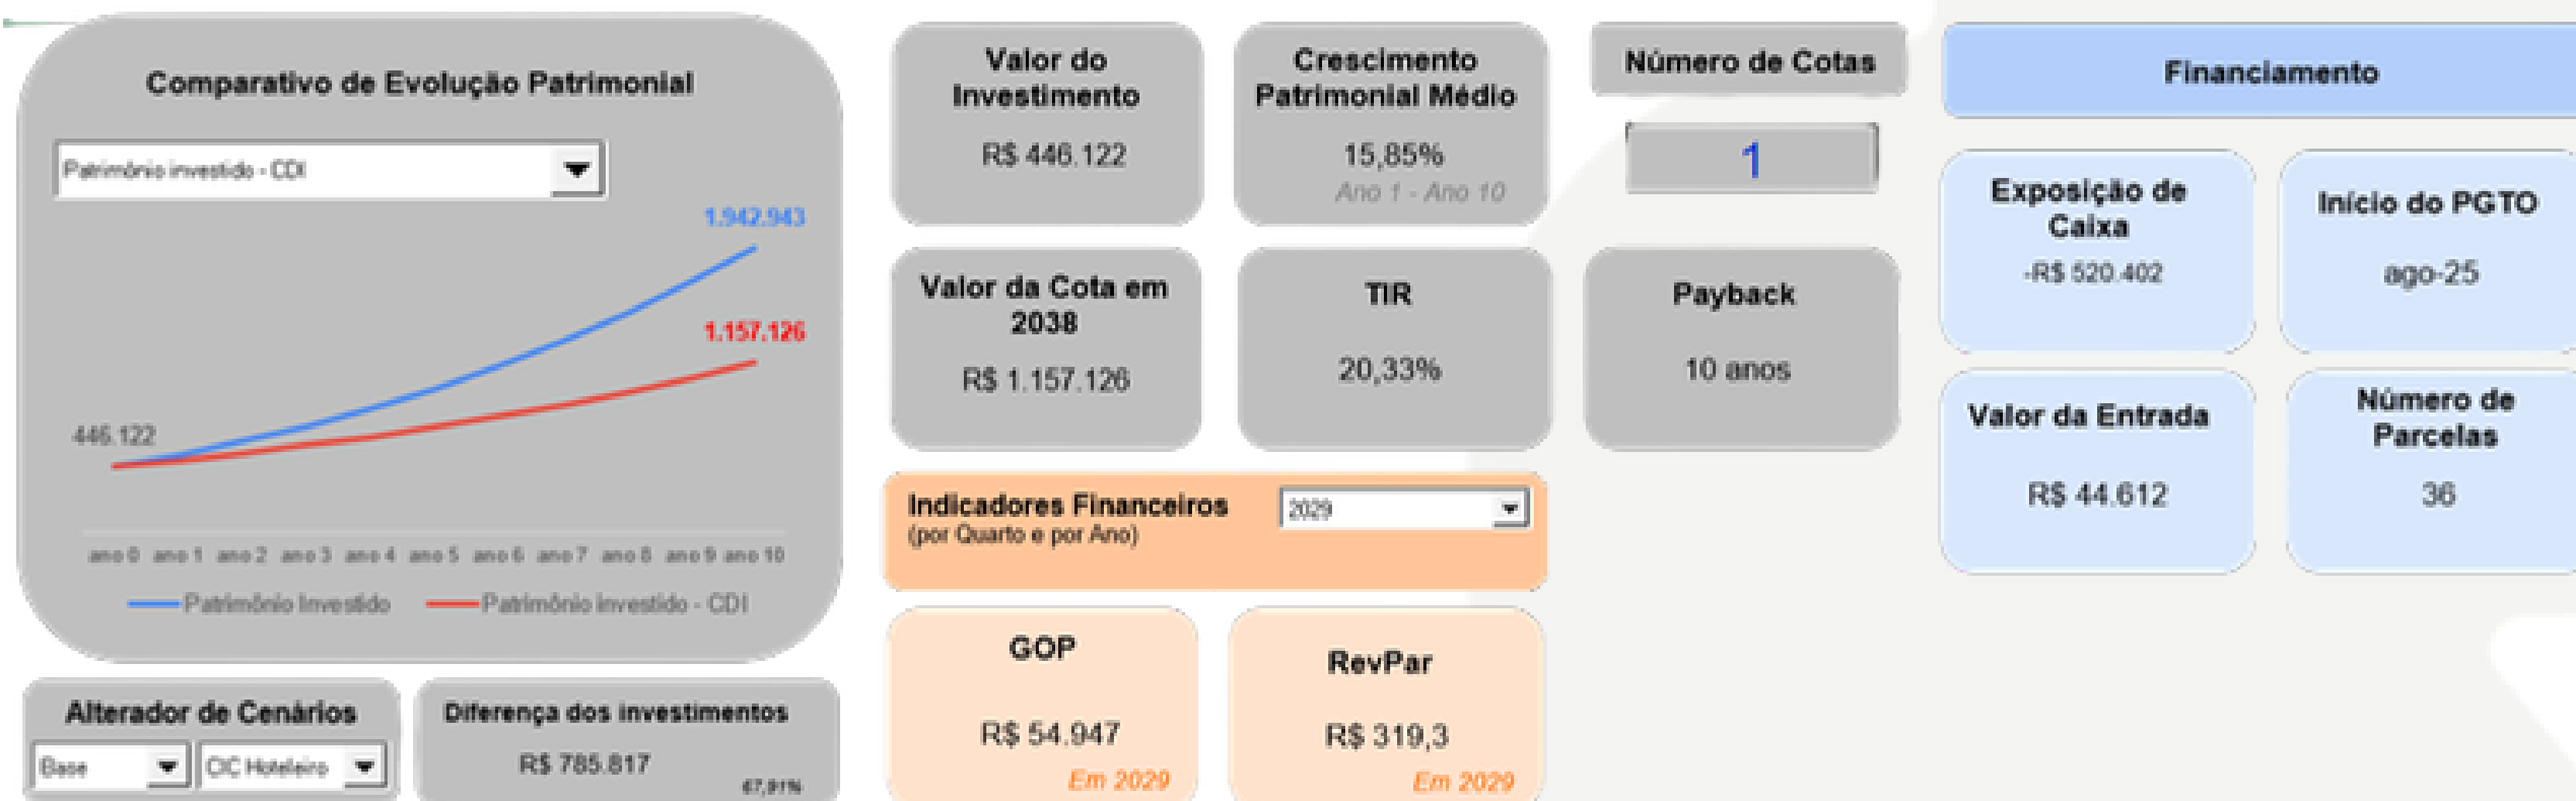 Comparativo de Evolução Patrimonial
Patrimônio investido - CDI
1.942.943
1.157.126
446.122
ano 0 ano 1 ano 2 ano 3 ano 4 ano 5 ano 6 ano 7 ano 8 ano 9 ano 10
Patrimônio Investido
Patrimônio investido - CDI
Alterador de Cenários
Base
CIC Hoteleiro
Diferença dos investimentos
R$ 785.817
67,91%
Valor do
Investimento
R$ 446.122
Crescimento
Patrimonial Médio
15,85%
Ano 1 - Ano 10
Número de Cotas
1
Valor da Cota em
2038
R$ 1.157.126
TIR
20,33%
Payback
10 anos
Indicadores Financeiros
(por Quarto e por Ano)
2029
GOP
R$ 54.947
Em 2029
RevPar
R$ 319,3
Em 2029
Financiamento
Exposição de
Caixa
-R$ 520.402
Início do PGTO
ago-25
Valor da Entrada
R$ 44.612
Número de
Parcelas
36